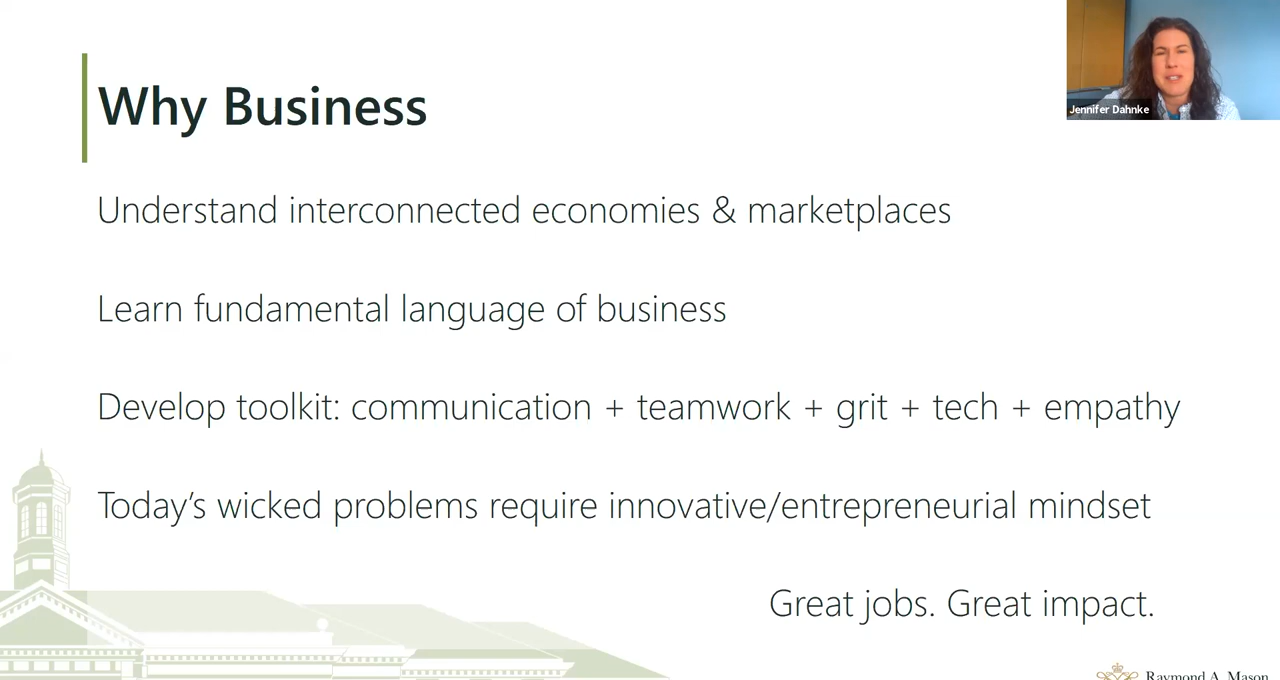 Why Business
Jennifer Dahnke
Understand interconnected economies & marketplaces
Learn fundamental language of business
Develop toolkit: communication + teamwork + grit + tech + empathy
Today's wicked problems require innovative/entrepreneurial mindset
Great jobs. Great impact.
Raymond A. Mason